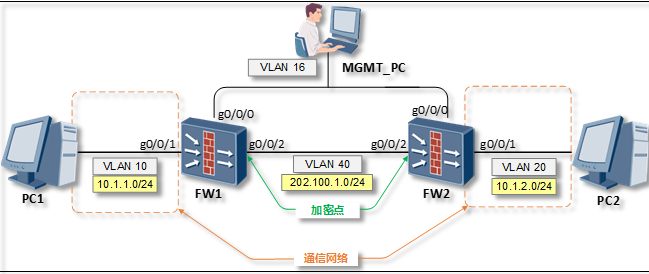 VLAN 16
MGMT_PC
g0/0/0
g0/0/0
g0/0/1
g0/0/2
g0/0/2
g0/0/1
VLAN 10
VLAN 40
VLAN 20
10.1.1.0/24
202.100.1.0/24
10.1.2.0/24
PC1
FW1
FW2
PC2
加密点
通信网络